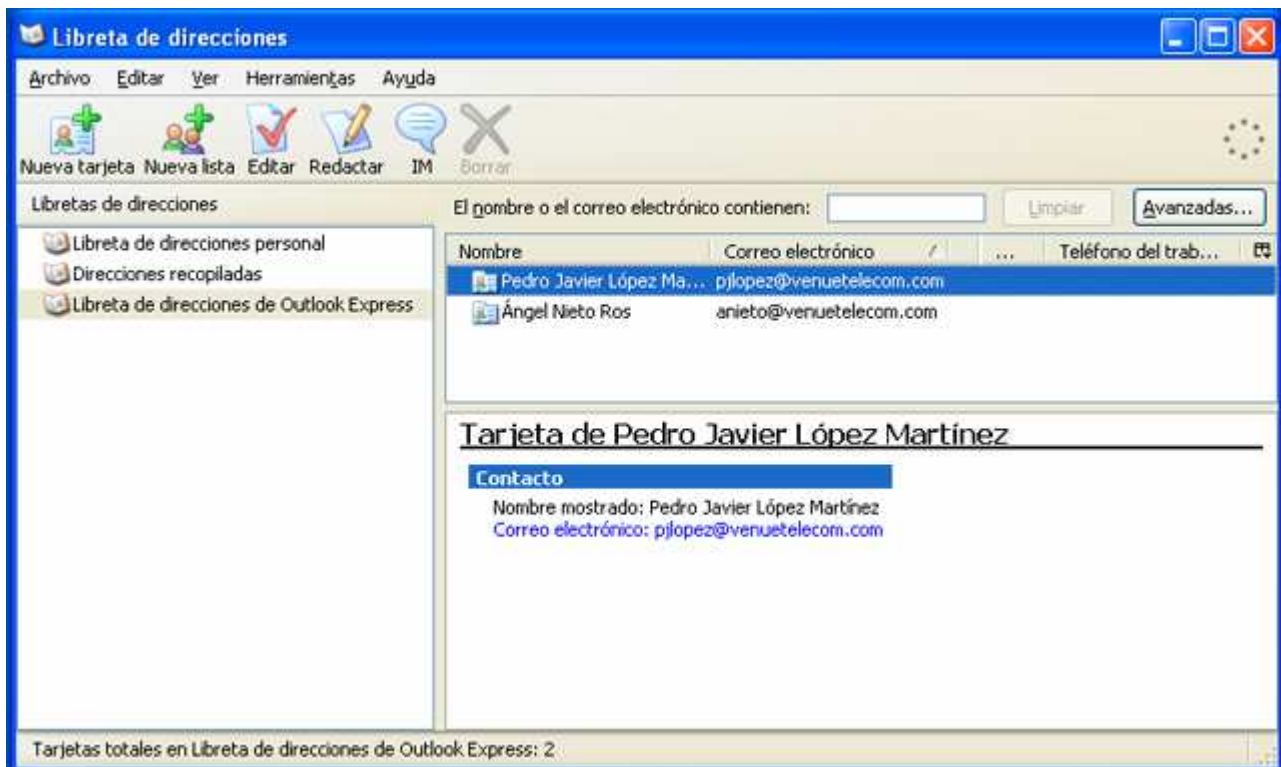 Libreta de direcciones
Archivo Editar Ver Herramientas Ayuda
Nueva tarjeta Nueva lista Editar Redactar IM Borrar
Libretas de direcciones
El nombre o el correo electrónico contienen: Limpiar Avanzadas...
Libreta de direcciones personal
Direcciones recopiladas
Libreta de direcciones de Outlook Express
Nombre Correo electrónico / ... Teléfono del trab...
Pedro Javier López Ma... pjlopez@venuetelecom.com
Ángel Nieto Ros anieto@venuetelecom.com
Tarjeta de Pedro Javier López Martínez
Contacto
Nombre mostrado: Pedro Javier López Martínez
Correo electrónico: pjlopez@venuetelecom.com
Tarjetas totales en Libreta de direcciones de Outlook Express: 2